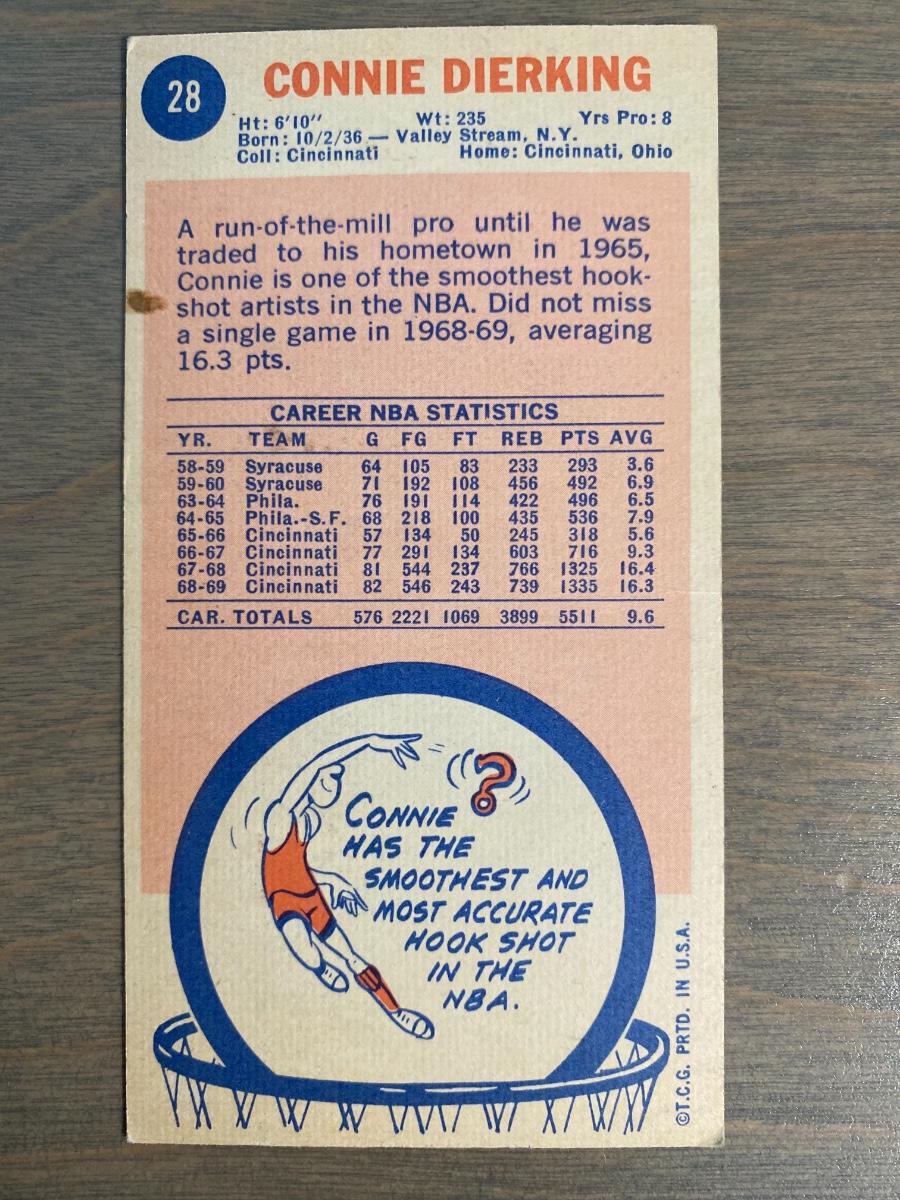 28
CONNIE DIERKING
Ht: 6'10" Wt: 235 Yrs Pro: 8
Born: 10/2/36 — Valley Stream, N.Y.
Coll: Cincinnati Home: Cincinnati, Ohio
A run-of-the-mill pro until he was
traded to his hometown in 1965,
Connie is one of the smoothest hook-
shot artists in the NBA. Did not miss
a single game in 1968-69, averaging
16.3 pts.
CAREER NBA STATISTICS
YR. TEAM G FG FT REB PTS AVG
58-59 Syracuse 64 105 83 233 293 3.6
59-60 Syracuse 71 192 108 456 492 6.9
63-64 Phila. 76 191 114 422 496 6.5
64-65 Phila.-S.F. 68 218 100 435 536 7.9
65-66 Cincinnati 57 134 50 245 318 5.6
66-67 Cincinnati 77 291 134 603 716 9.3
67-68 Cincinnati 81 544 237 766 1325 16.4
68-69 Cincinnati 82 546 243 739 1335 16.3
CAR. TOTALS 576 2221 1069 3899 5511 9.6
?
CONNIE
HAS THE
SMOOTHEST AND
MOST ACCURATE
HOOK SHOT
IN THE
NBA.
©T.C.G. PRTD. IN U.S.A.